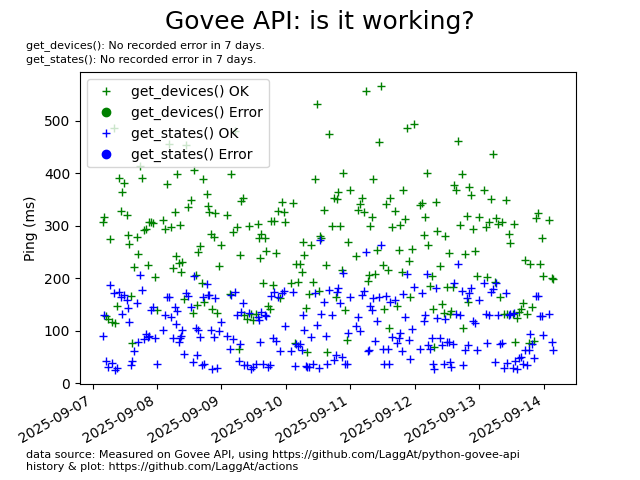 Govee API: is it working?
get_devices(): No recorded error in 7 days.
get_states(): No recorded error in 7 days.
get_devices() OK
get_devices() Error
get_states() OK
get_states() Error
Ping (ms)
500
400
300
200
100
0
2025-09-07
2025-09-08
2025-09-09
2025-09-10
2025-09-11
2025-09-12
2025-09-13
2025-09-14
data source: Measured on Govee API, using https://github.com/LaggAt/python-govee-api
history & plot: https://github.com/LaggAt/actions